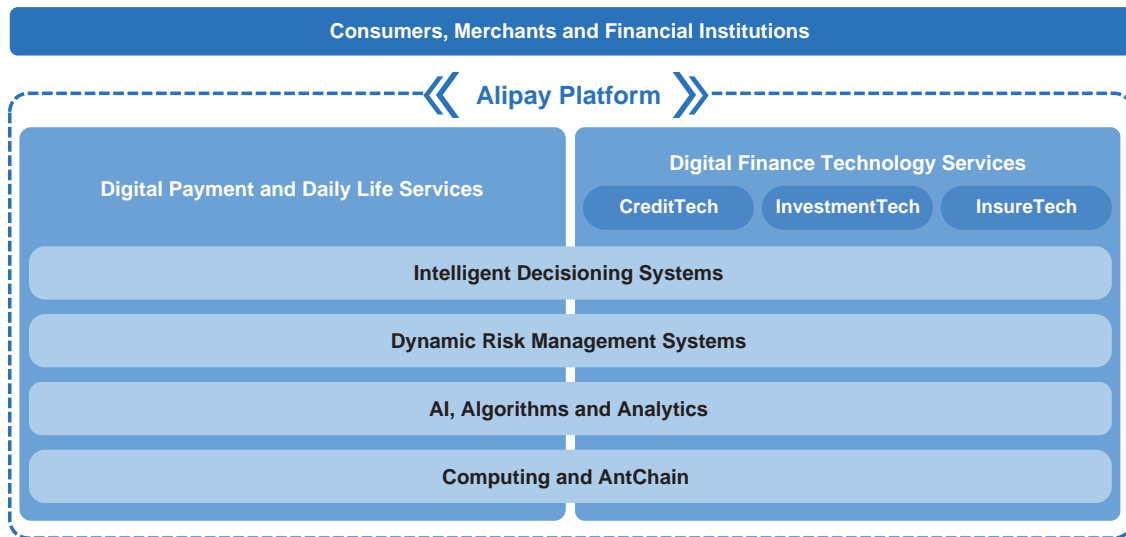 Consumers, Merchants and Financial Institutions
Alipay Platform
Digital Payment and Daily Life Services
Digital Finance Technology Services
CreditTech
InvestmentTech
InsureTech
Intelligent Decisioning Systems
Dynamic Risk Management Systems
AI, Algorithms and Analytics
Computing and AntChain